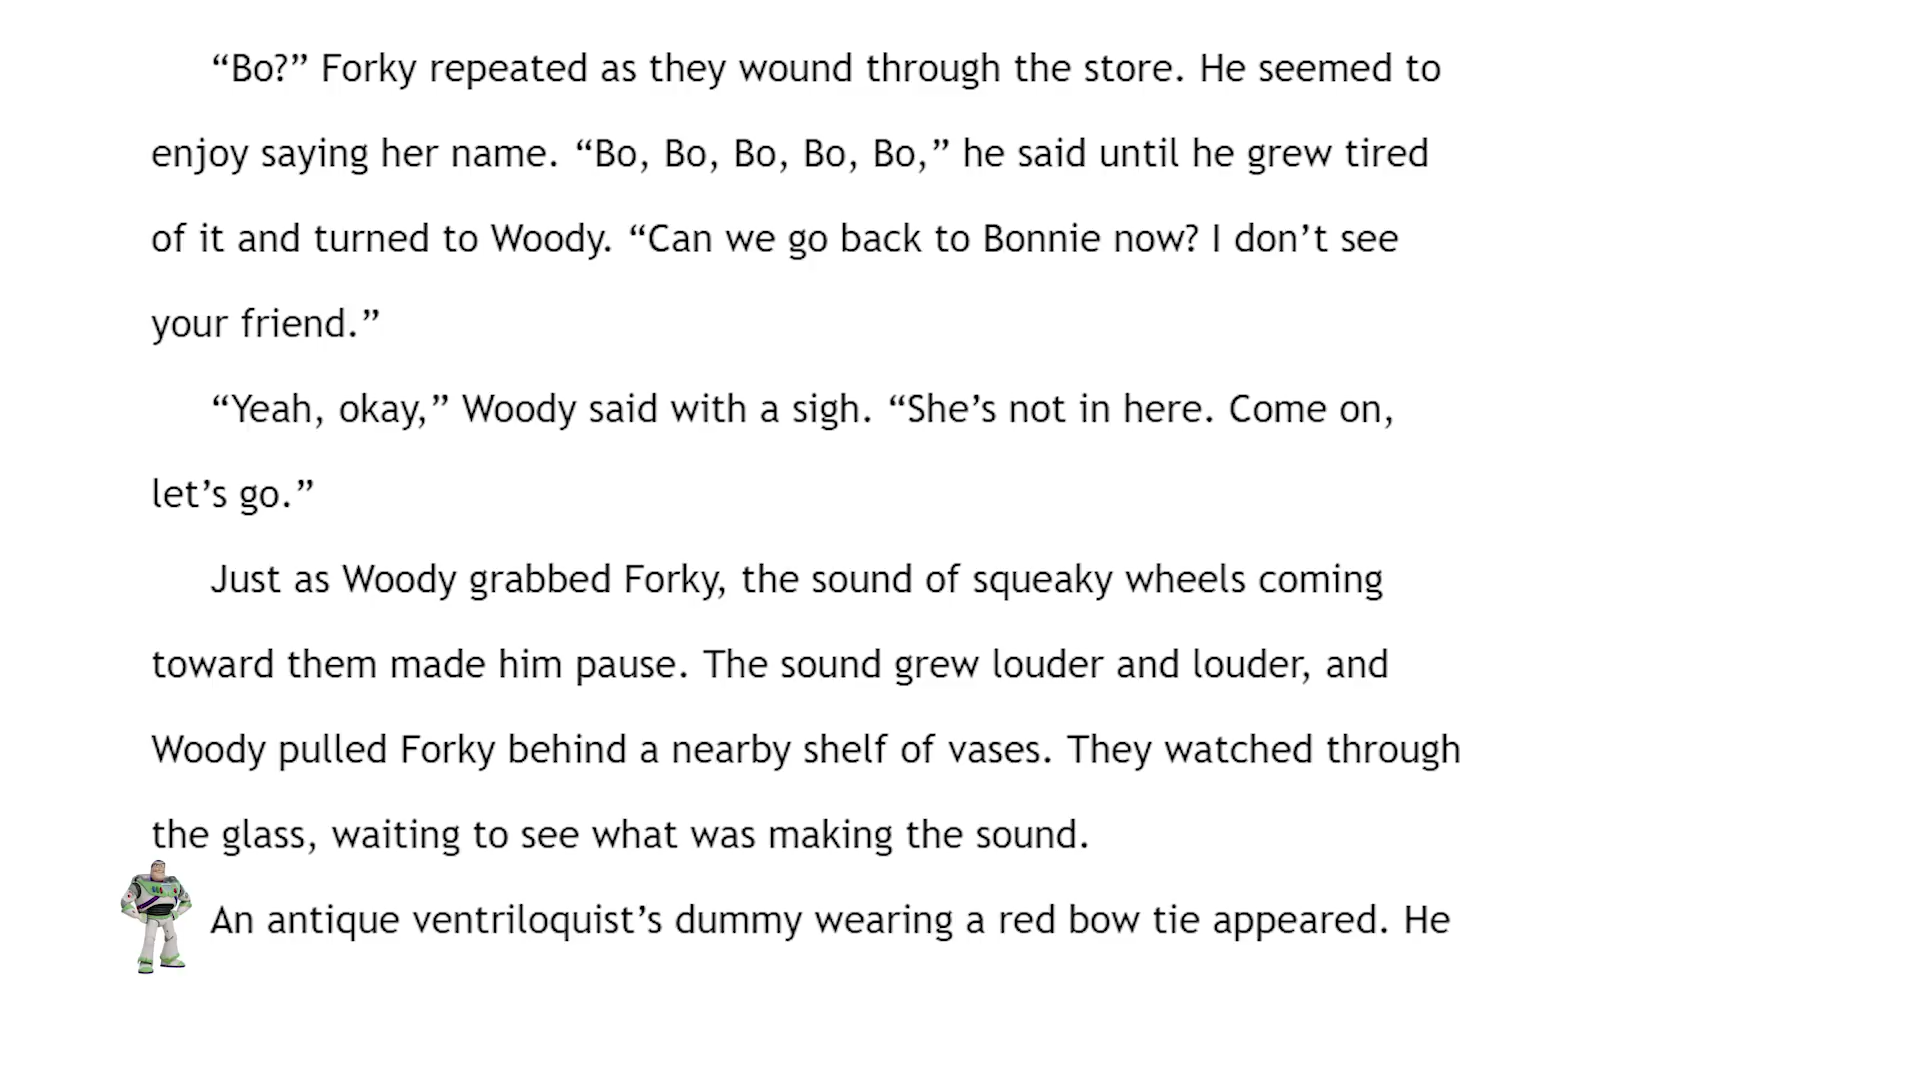 “Bo?” Forky repeated as they wound through the store. He seemed to
enjoy saying her name. “Bo, Bo, Bo, Bo, Bo,” he said until he grew tired
of it and turned to Woody. “Can we go back to Bonnie now? I don’t see
your friend.”
“Yeah, okay,” Woody said with a sigh. “She’s not in here. Come on,
let’s go.”
Just as Woody grabbed Forky, the sound of squeaky wheels coming
toward them made him pause. The sound grew louder and louder, and
Woody pulled Forky behind a nearby shelf of vases. They watched through
the glass, waiting to see what was making the sound.
An antique ventriloquist’s dummy wearing a red bow tie appeared. He